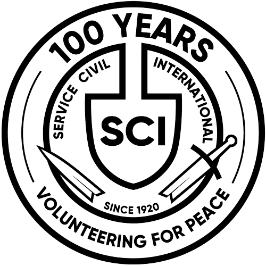 100 YEARS
SERVICE CIVIL INTERNATIONAL
SCI
SINCE 1920
VOLUNTEERING FOR PEACE